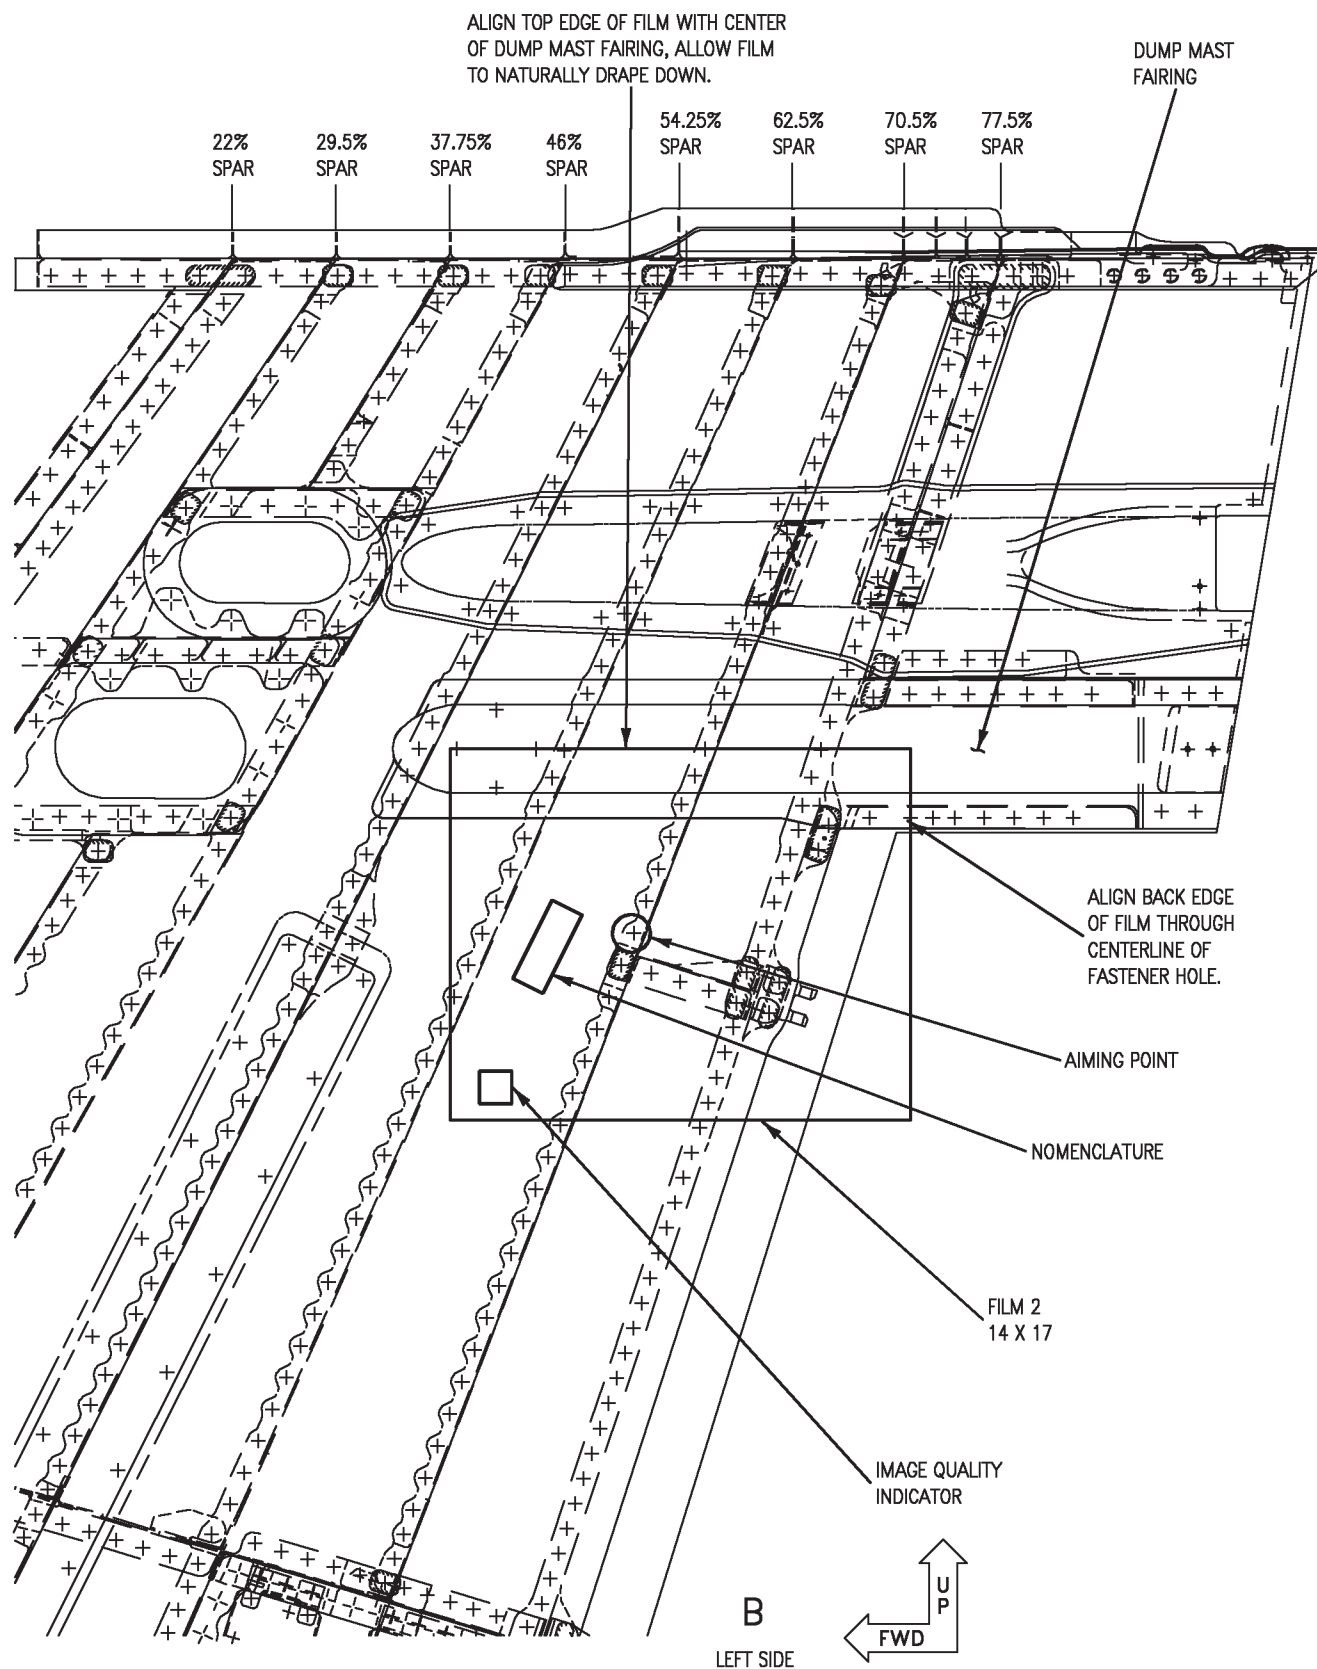 ALIGN TOP EDGE OF FILM WITH CENTER
OF DUMP MAST FAIRING, ALLOW FILM
TO NATURALLY DRAPE DOWN.
DUMP MAST
FAIRING
22%
SPAR
29.5%
SPAR
37.75%
SPAR
46%
SPAR
54.25%
SPAR
62.5%
SPAR
70.5%
SPAR
77.5%
SPAR
ALIGN BACK EDGE
OF FILM THROUGH
CENTERLINE OF
FASTENER HOLE.
AIMING POINT
NOMENCLATURE
FILM 2
14 X 17
IMAGE QUALITY
INDICATOR
UP
FWD
B
LEFT SIDE